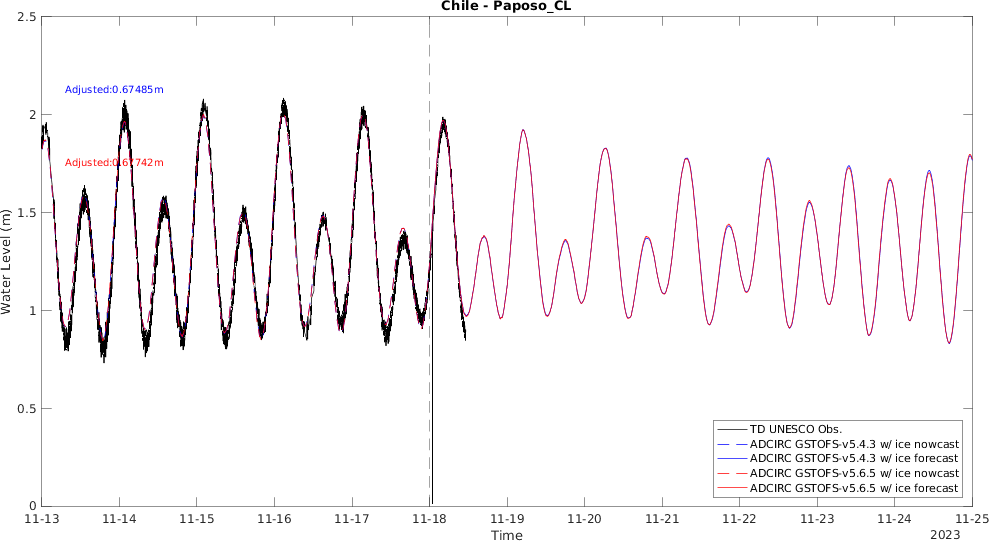 Chile - Paposo_CL
2.5
2
1.5
1
0.5
0
Water Level (m)
Adjusted:0.67485m
Adjusted:0.67742m
TD UNESCO Obs.
ADCIRC GSTOFS-v5.4.3 w/ ice nowcast
ADCIRC GSTOFS-v5.4.3 w/ ice forecast
ADCIRC GSTOFS-v5.6.5 w/ ice nowcast
ADCIRC GSTOFS-v5.6.5 w/ ice forecast
11-13 11-14 11-15 11-16 11-17 11-18 11-19 11-20 11-21 11-22 11-23 11-24 11-25
Time
2023